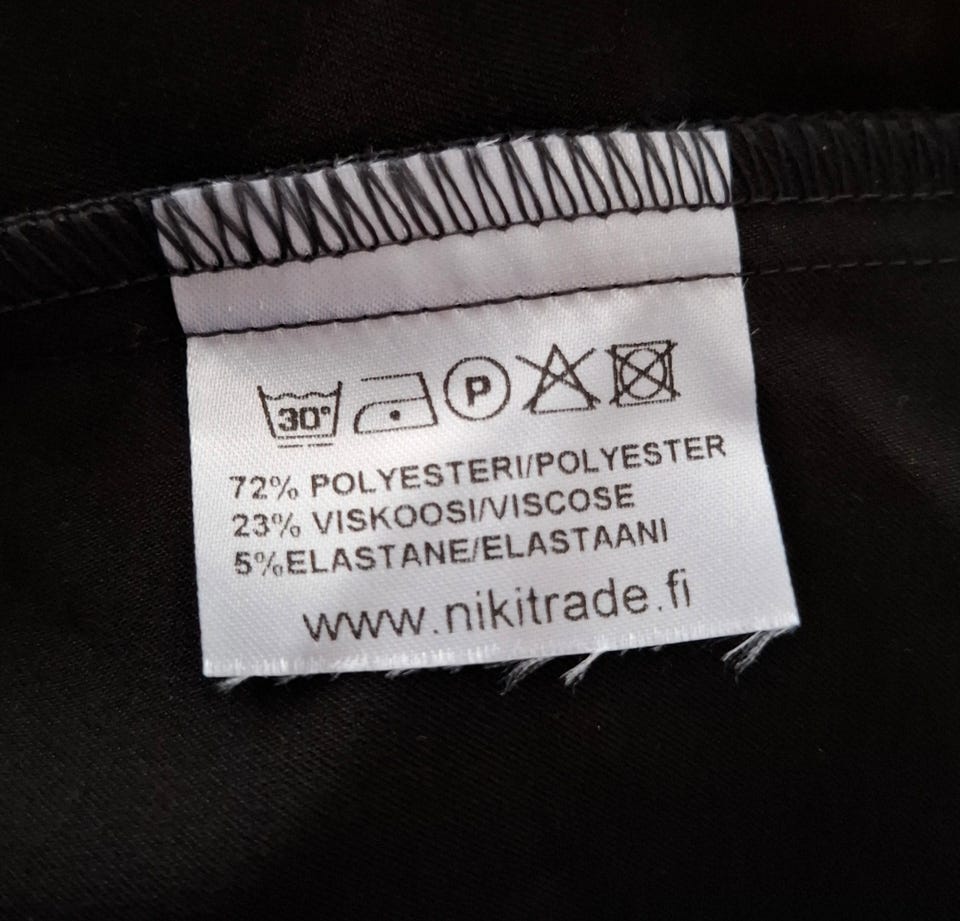 30° P
72% POLYESTERI/POLYESTER
23% VISKOOSI/VISCOSE
5%ELASTANE/ELASTAANI
www.nikitrade.fi